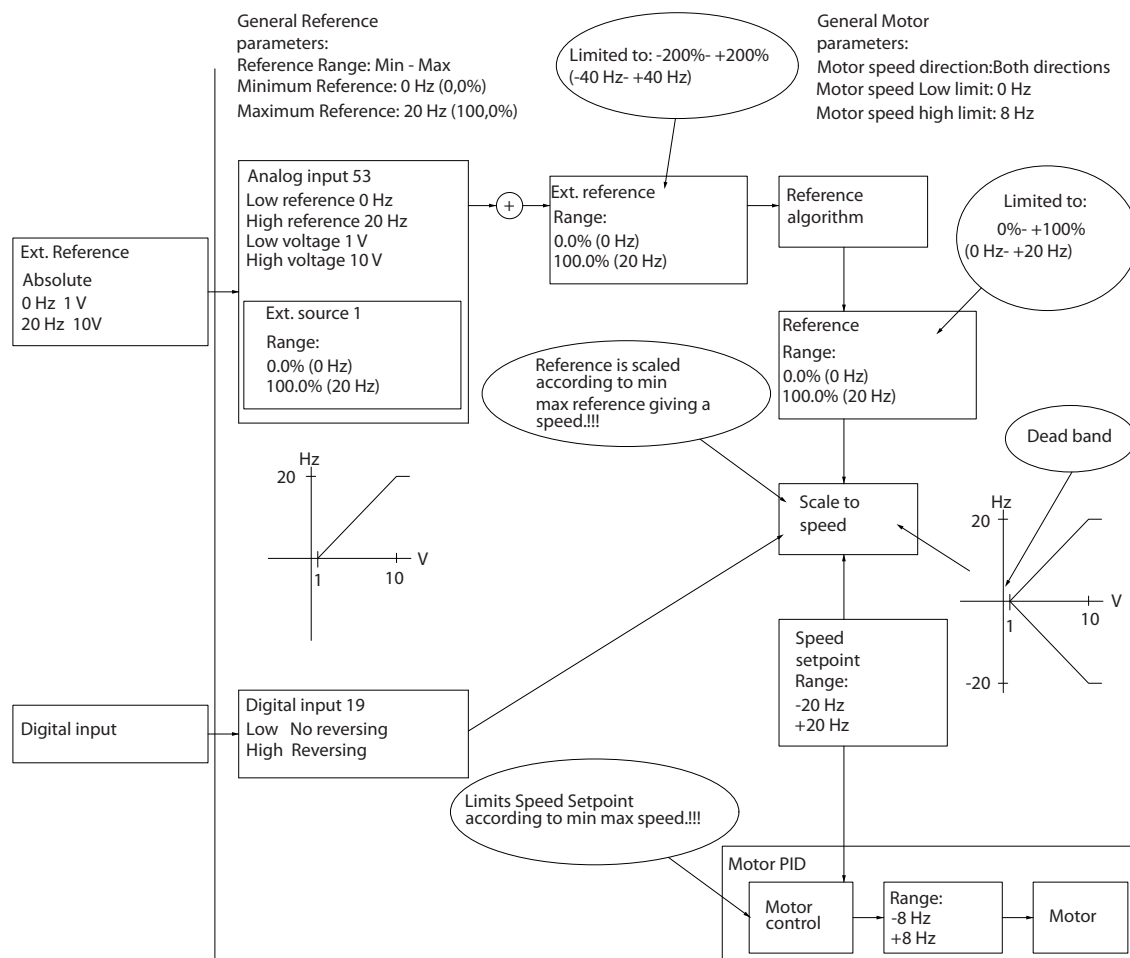 General Reference
parameters:
Reference Range: Min - Max
Minimum Reference: 0 Hz (0,0%)
Maximum Reference: 20 Hz (100,0%)
Limited to: -200%- +200%
(-40 Hz- +40 Hz)
General Motor
parameters:
Motor speed direction:Both directions
Motor speed Low limit: 0 Hz
Motor speed high limit: 8 Hz
Ext. Reference
Absolute
0 Hz 1 V
20 Hz 10V
Analog input 53
Low reference 0 Hz
High reference 20 Hz
Low voltage 1 V
High voltage 10 V
Ext. source 1
Range:
0.0% (0 Hz)
100.0% (20 Hz)
+
Ext. reference
Range:
0.0% (0 Hz)
100.0% (20 Hz)
Reference
algorithm
Limited to:
0%- +100%
(0 Hz- +20 Hz)
Reference
Range:
0.0% (0 Hz)
100.0% (20 Hz)
Reference is scaled
according to min
max reference giving a
speed.!!!
Dead band
Hz
20
1
10
V
Scale to
speed
Hz
20
V
1
10
-20
Speed
setpoint
Range:
-20 Hz
+20 Hz
Digital input
Digital input 19
Low No reversing
High Reversing
Limits Speed Setpoint
according to min max speed.!!!
Motor PID
Motor
control
Range:
-8 Hz
+8 Hz
Motor